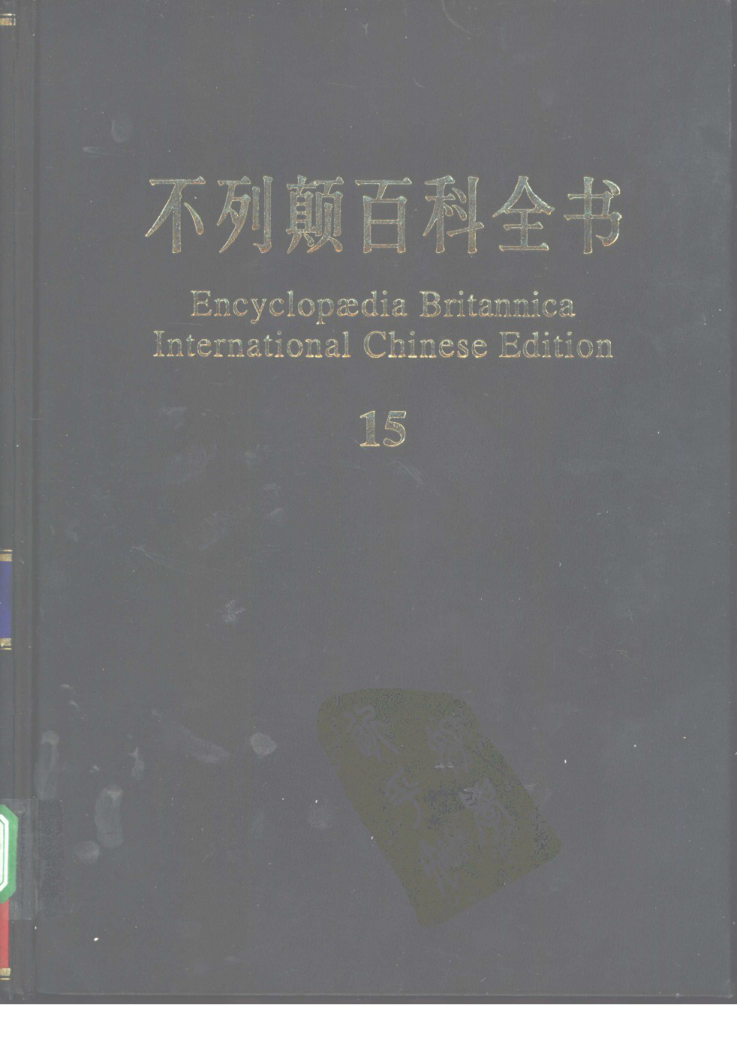 不列颠百科全书
Encyclopædia Britannica
International Chinese Edition
15